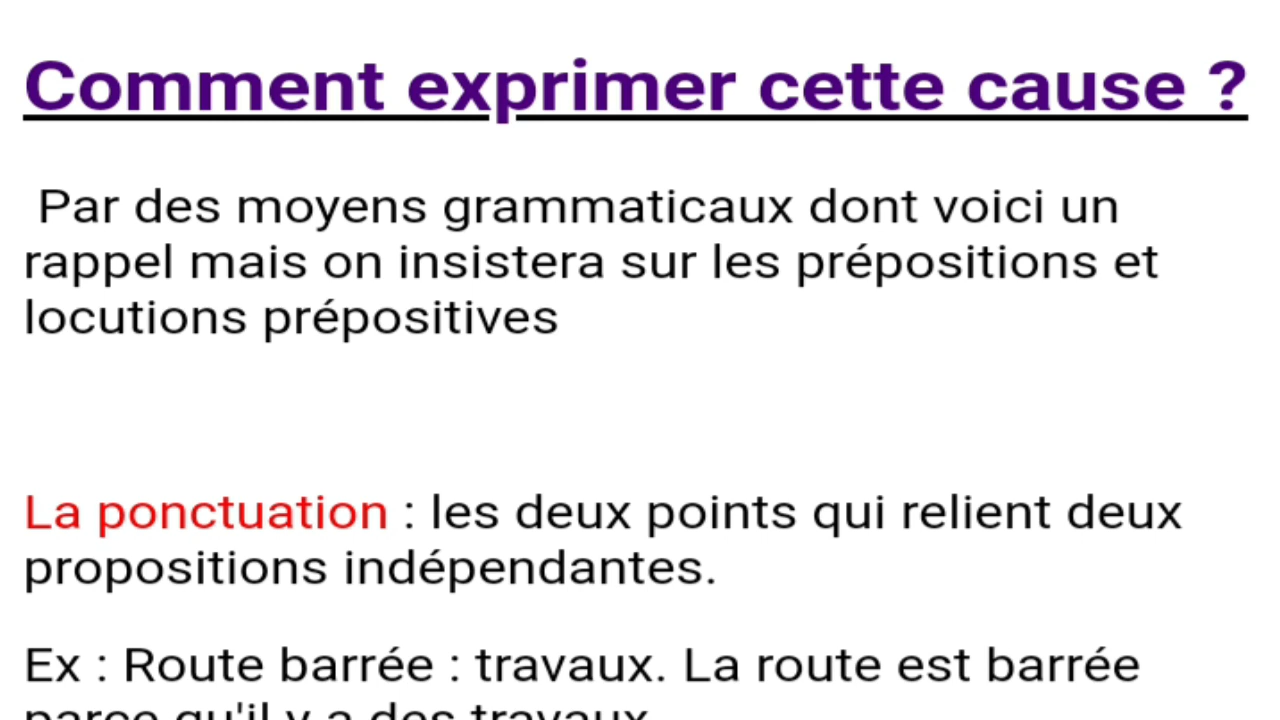 Comment exprimer cette cause ?
Par des moyens grammaticaux dont voici un
rappel mais on insistera sur les prépositions et
locutions prépositives
La ponctuation : les deux points qui relient deux
propositions indépendantes.
Ex : Route barrée : travaux. La route est barrée
parce qu'il y a des travaux